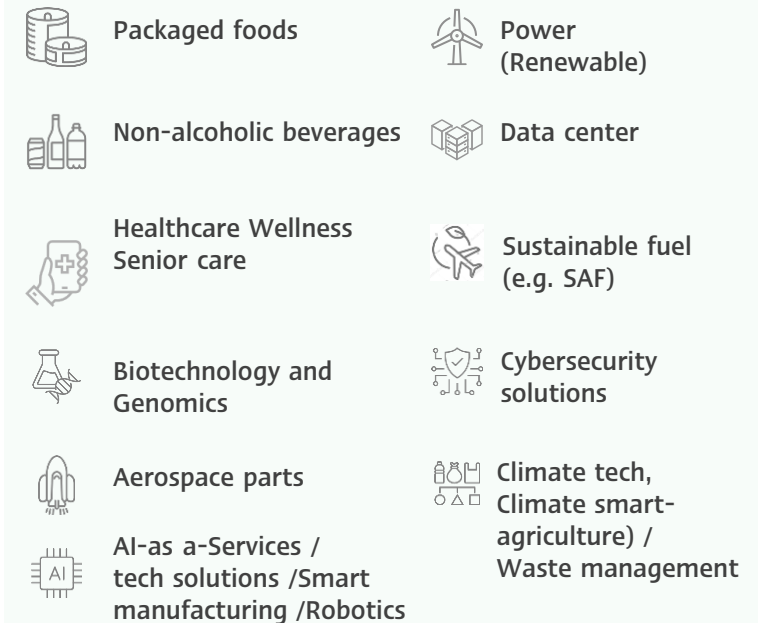 Packaged foods
Non-alcoholic beverages
Healthcare Wellness
Senior care
Biotechnology and
Genomics
Aerospace parts
AI
AI-as a-Services /
tech solutions /Smart
manufacturing /Robotics
Power
(Renewable)
Data center
Sustainable fuel
(e.g. SAF)
Cybersecurity
solutions
Climate tech,
Climate smart-
agriculture) /
Waste management